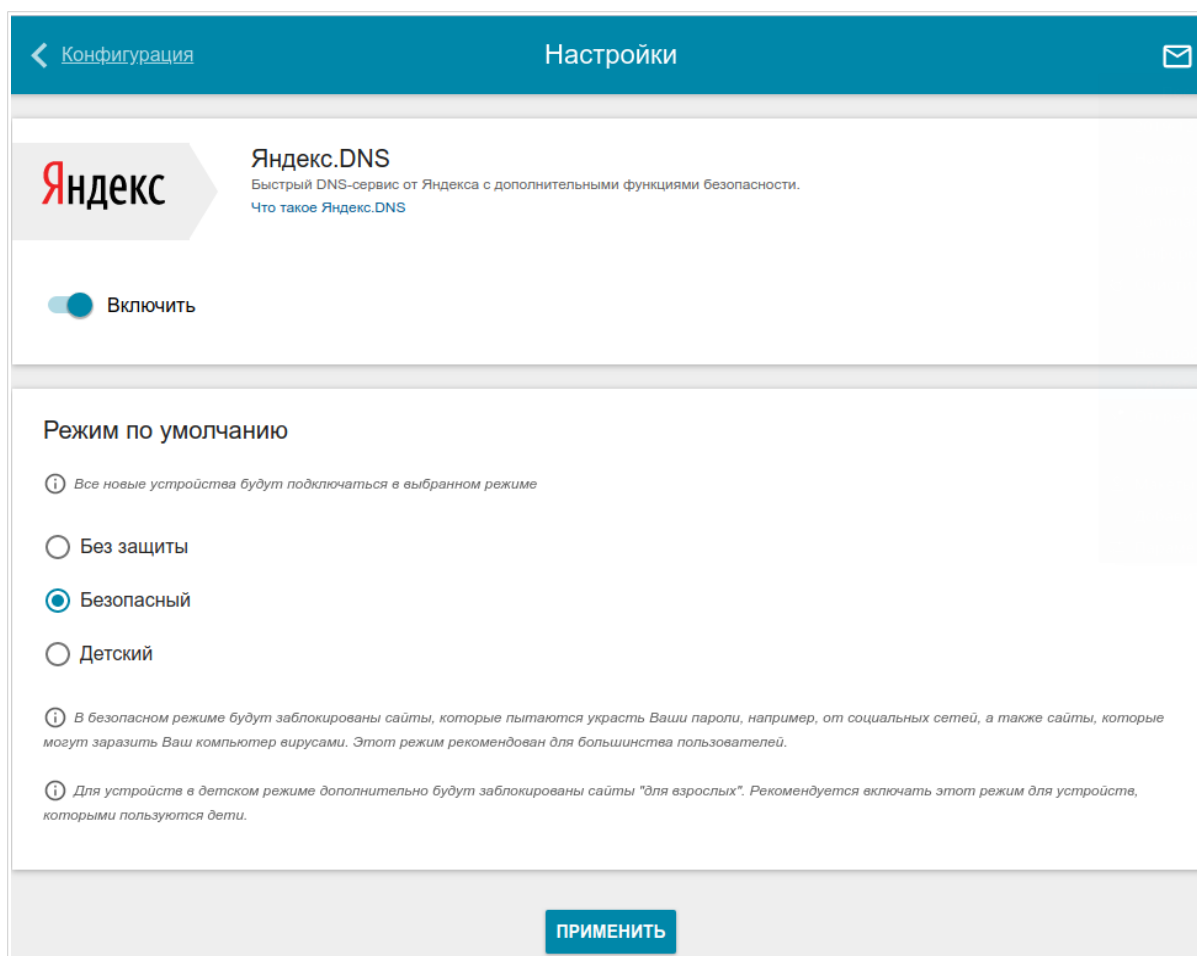 Конфигурация
Настройки
Яндекс
Яндекс.DNS
Быстрый DNS-сервис от Яндекса с дополнительными функциями безопасности.
Что такое Яндекс.DNS
Включить
Режим по умолчанию
Все новые устройства будут подключаться в выбранном режиме
Без защиты
Безопасный
Детский
В безопасном режиме будут заблокированы сайты, которые пытаются украсть Ваши пароли, например, от социальных сетей, а также сайты, которые
могут заразить Ваш компьютер вирусами. Этот режим рекомендован для большинства пользователей.
Для устройств в детском режиме дополнительно будут заблокированы сайты "для взрослых". Рекомендуется включать этот режим для устройств,
которыми пользуются дети.
ПРИМЕНИТЬ